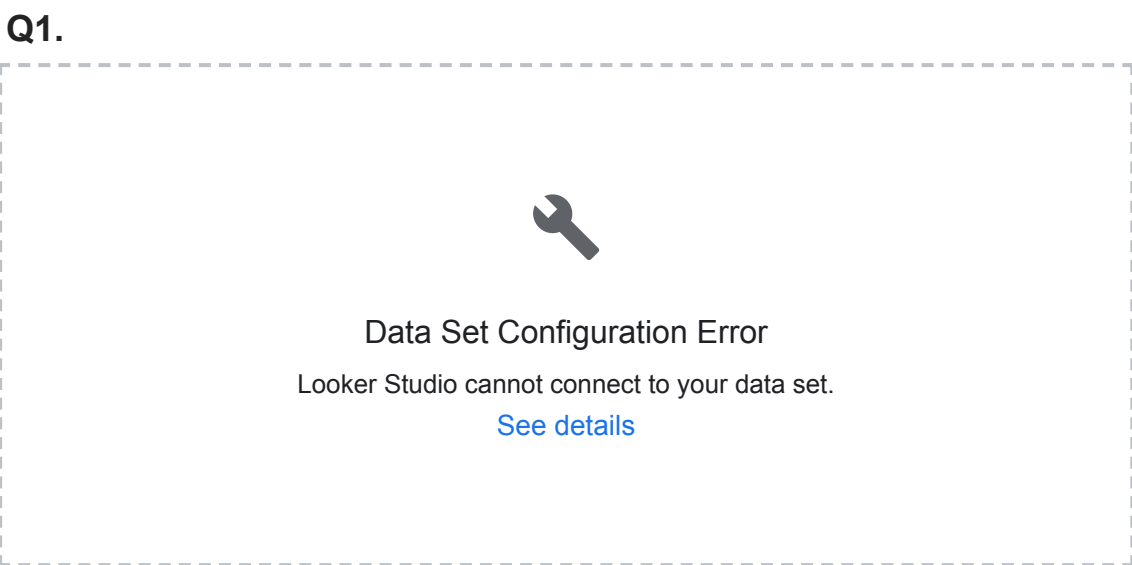 Q1.
Data Set Configuration Error
Looker Studio cannot connect to your data set.
See details